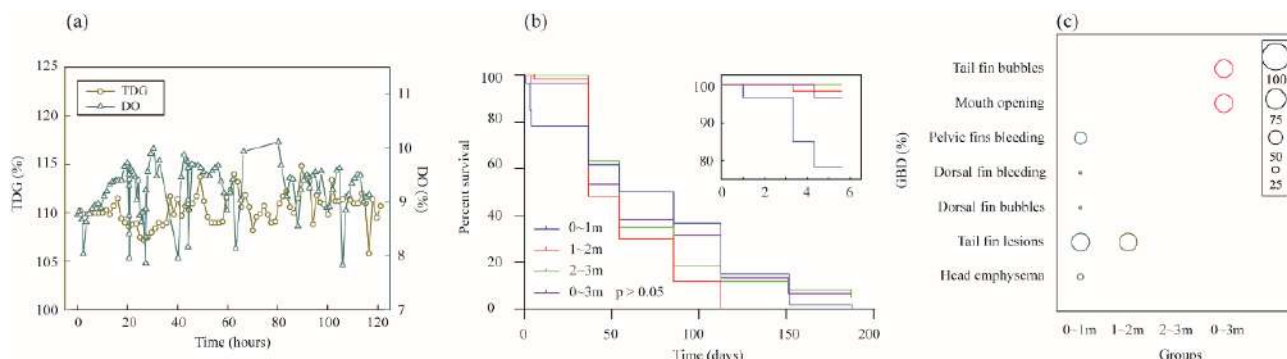 (a)
125
120
115
110
105
100
TDG (%)
TDG
DO
11
10
9
8
7
DO (%)
0
20
40
60
80
100
120
Time (hours)
(b)
100
80
60
40
20
0
Percent survival
0~1m
1~2m
2~3m
0~3m p > 0.05
100
90
80
0
2
4
6
0
50
100
150
200
Time (days)
(c)
GBD (%)
Tail fin bubbles
Mouth opening
Pelvic fins bleeding
Dorsal fin bleeding
Dorsal fin bubbles
Tail fin lesions
Head emphysema
100
75
50
25
0~1m
1~2m
2~3m
0~3m
Groups